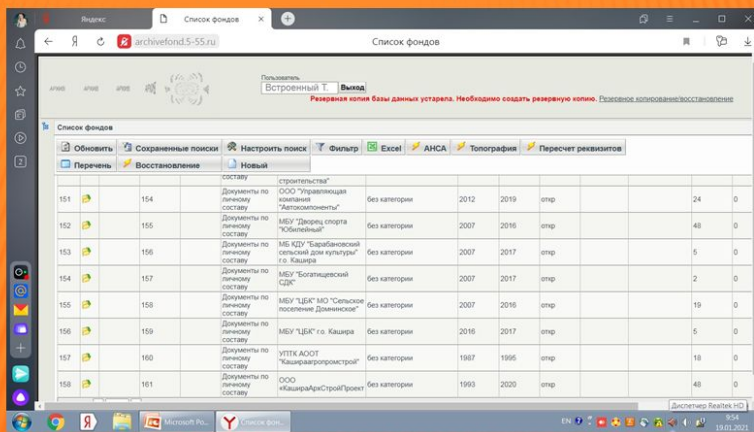 Яндекс
Список фондов
archivefond.5-55.ru
Список фондов
Пользователь
Встроенный Т. Выход
Резервная копия базы данных устарела. Необходимо создать резервную копию. Резервное копирование/восстановление
Список фондов
Обновить Сохраненные поиски Настроить поиск Фильтр Excel АНСА Топография Пересчет реквизитов
Перечень Восстановление Новый
составу строительства"
151 154 Документы по личному составу ООО "Управляющая компания "Автокомпоненты" без категории 2012 2019 откр 24 0
152 155 Документы по личному составу МБУ "Дворец спорта "Юбилейный" без категории 2007 2016 откр 48 0
153 156 Документы по личному составу МБ КДУ "Барабановский сельский дом культуры" г.о. Кашира без категории 2007 2017 откр 5 0
154 157 Документы по личному составу МБУ "Богатищевский СДК" без категории 2007 2017 откр 2 0
155 158 Документы по личному составу МБУ "ЦБК" МО "Сельское поселение Домнинское" без категории 2007 2016 откр 19 0
156 159 Документы по личному составу МБУ "ЦБК" г.о. Кашира без категории 2016 2017 откр 5 0
157 160 Документы по личному составу УПТК АООТ "Каширааголпромстрой" без категории 1987 1995 откр 18 0
158 161 Документы по личному составу ООО «КашираАрхСтройПроект без категории 1993 2020 откр 48 0
Диспетчер Realtek HD
Microsoft Po...
Список фон...
EN
9:54
19.01.2021